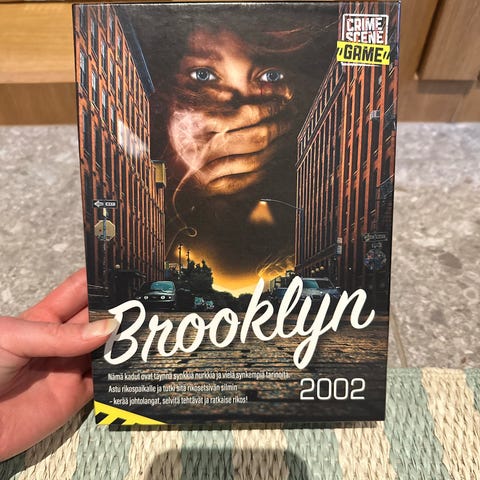 CRIME
SCENE
GAME
Brooklyn
Nämä kadut ovat täynnä synkkiä nurkkia ja vielä synkempiä tarinoita.
Astu rikospaikalle ja tutki sitä rikosetsivän silmin
- kerää johtolangat, selvitä tehtävät ja ratkaise rikos!
2002